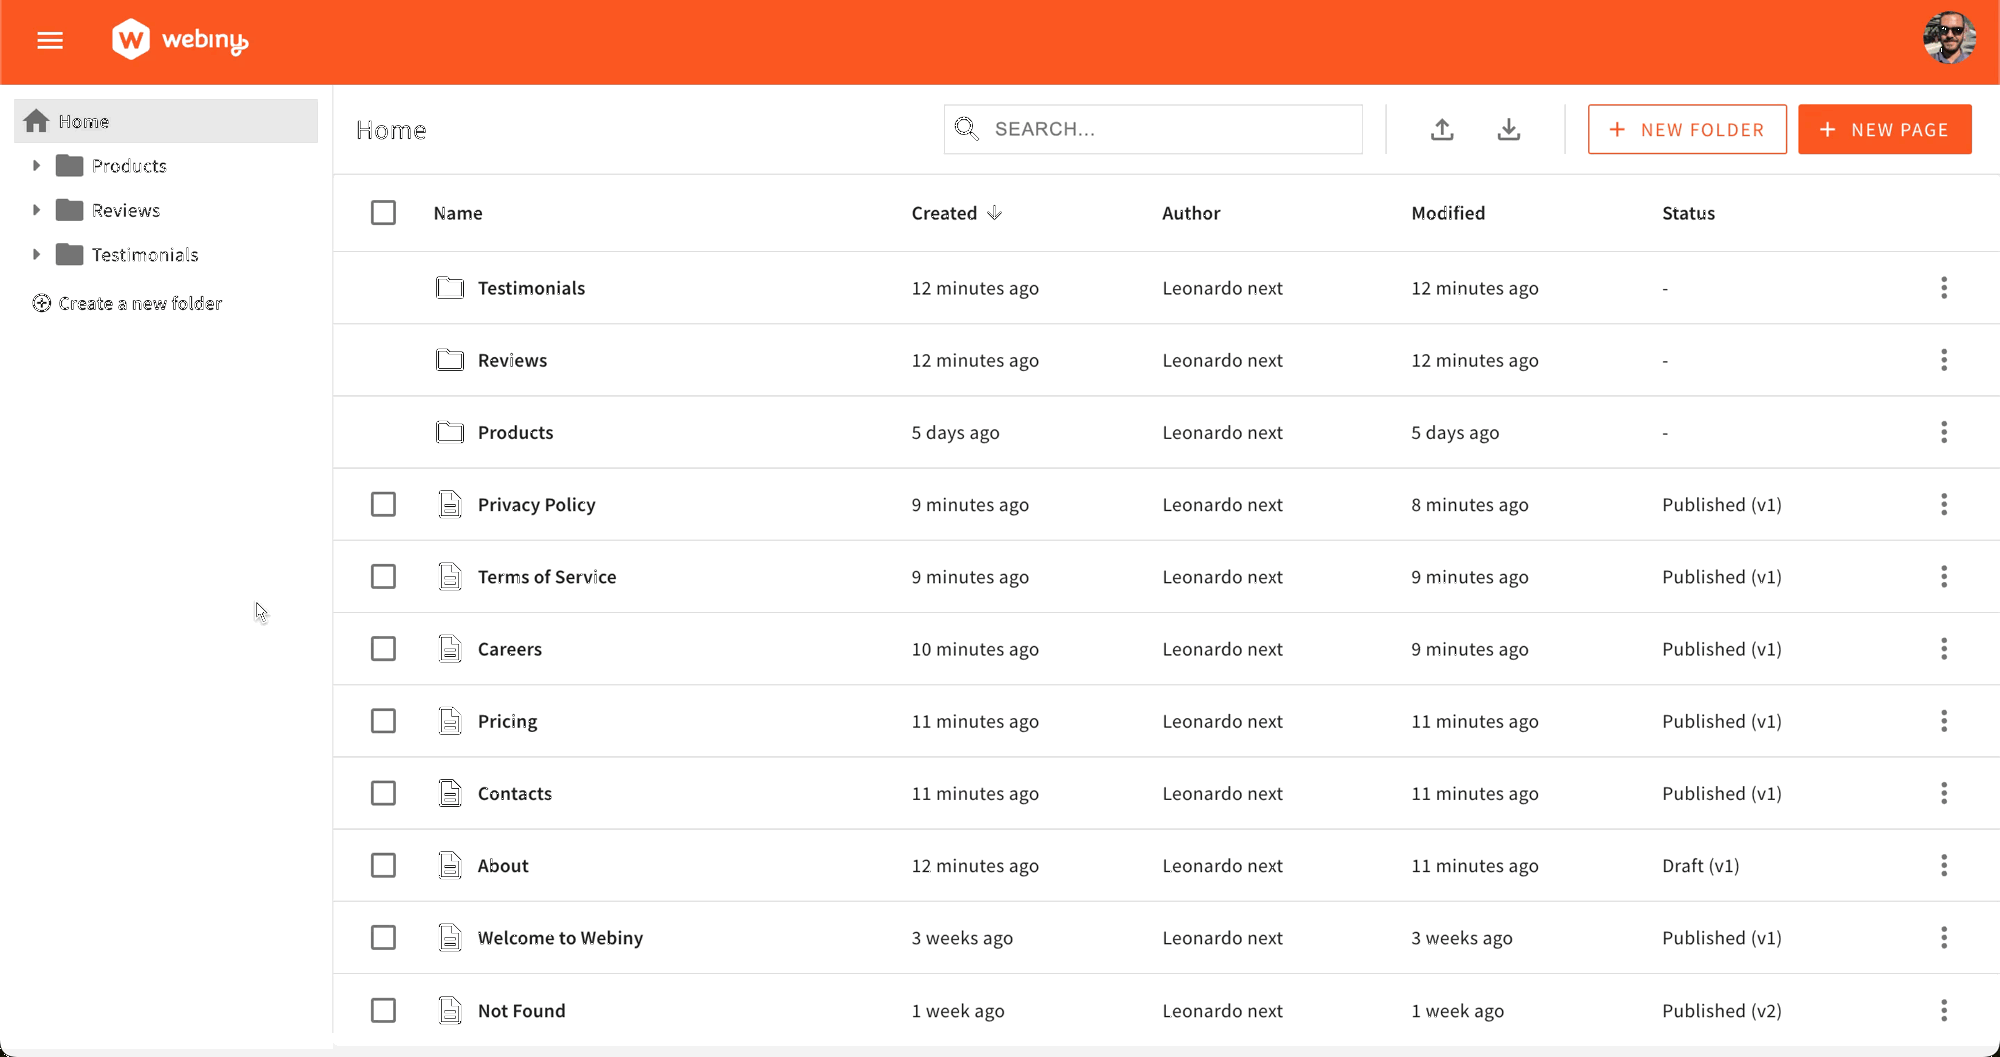 webiny
Home
Products
Reviews
Testimonials
Create a new folder
Home
SEARCH...
NEW FOLDER
NEW PAGE
Name Created Author Modified Status
Testimonials 12 minutes ago Leonardo next 12 minutes ago -
Reviews 12 minutes ago Leonardo next 12 minutes ago -
Products 5 days ago Leonardo next 5 days ago -
Privacy Policy 9 minutes ago Leonardo next 8 minutes ago Published (v1)
Terms of Service 9 minutes ago Leonardo next 9 minutes ago Published (v1)
Careers 10 minutes ago Leonardo next 9 minutes ago Published (v1)
Pricing 11 minutes ago Leonardo next 11 minutes ago Published (v1)
Contacts 11 minutes ago Leonardo next 11 minutes ago Published (v1)
About 12 minutes ago Leonardo next 11 minutes ago Draft (v1)
Welcome to Webiny 3 weeks ago Leonardo next 3 weeks ago Published (v1)
Not Found 1 week ago Leonardo next 1 week ago Published (v2)